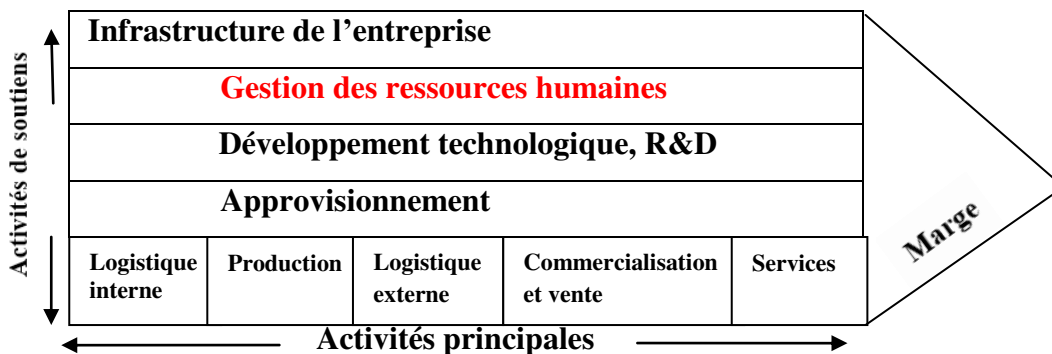 Infrastructure de l’entreprise
Gestion des ressources humaines
Développement technologique, R&D
Approvisionnement
Activités de soutiens
Logistique
interne
Production
Logistique
externe
Commercialisation
et vente
Services
Marge
Activités principales